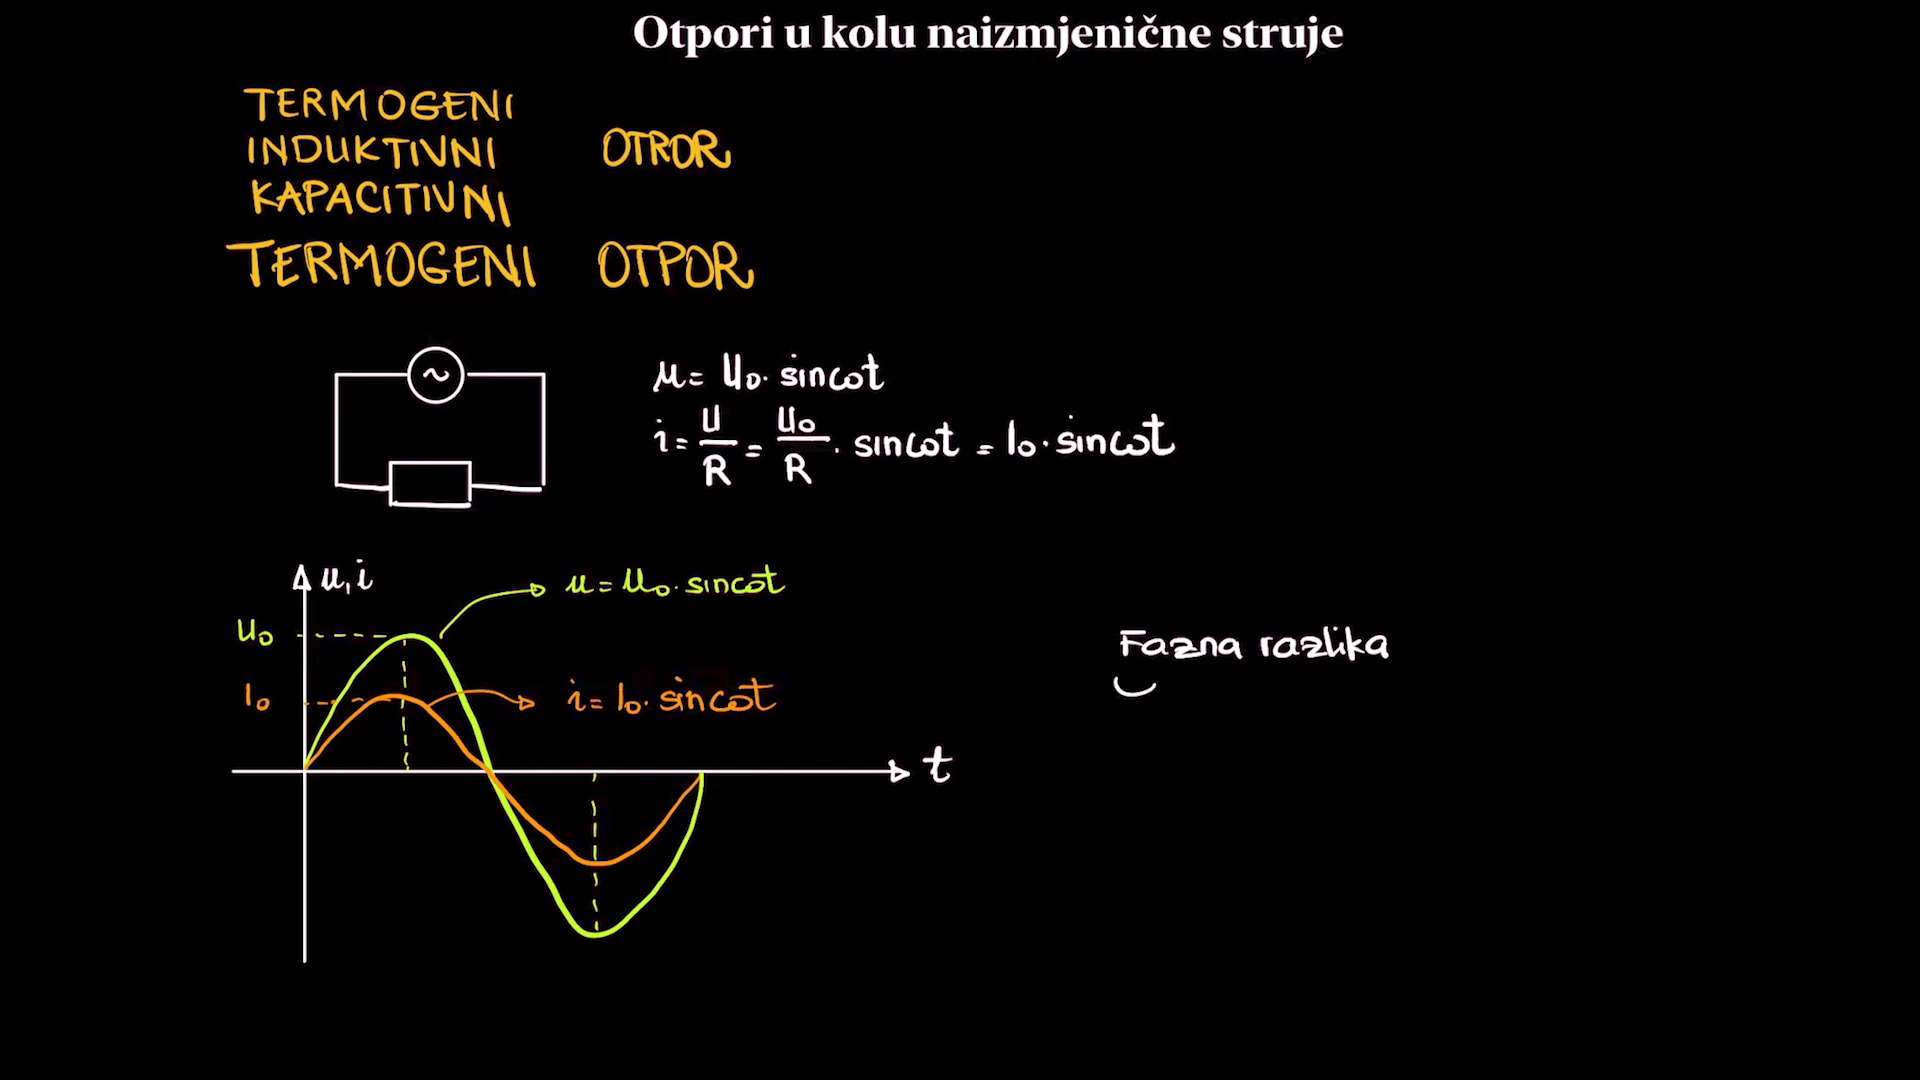 Otpori u kolu naizmjenične struje
TERMOGENI
INDUKTIVNI OTROR
KAPACITIVNI
TERMOGENI OTPOR
~
u = U₀ · sinωt
i = U/R = U₀/R · sinωt = I₀ · sinωt
u, i
u = U₀ · sinωt
U₀
Fazna razlika
I₀
i = I₀ · sinωt
t